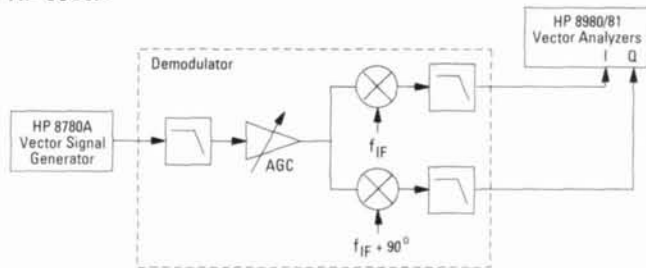 HP 8980/81
Vector Analyzers
I Q
Demodulator
HP 8780A
Vector Signal
Generator
AGC
fIF
fIF + 90°